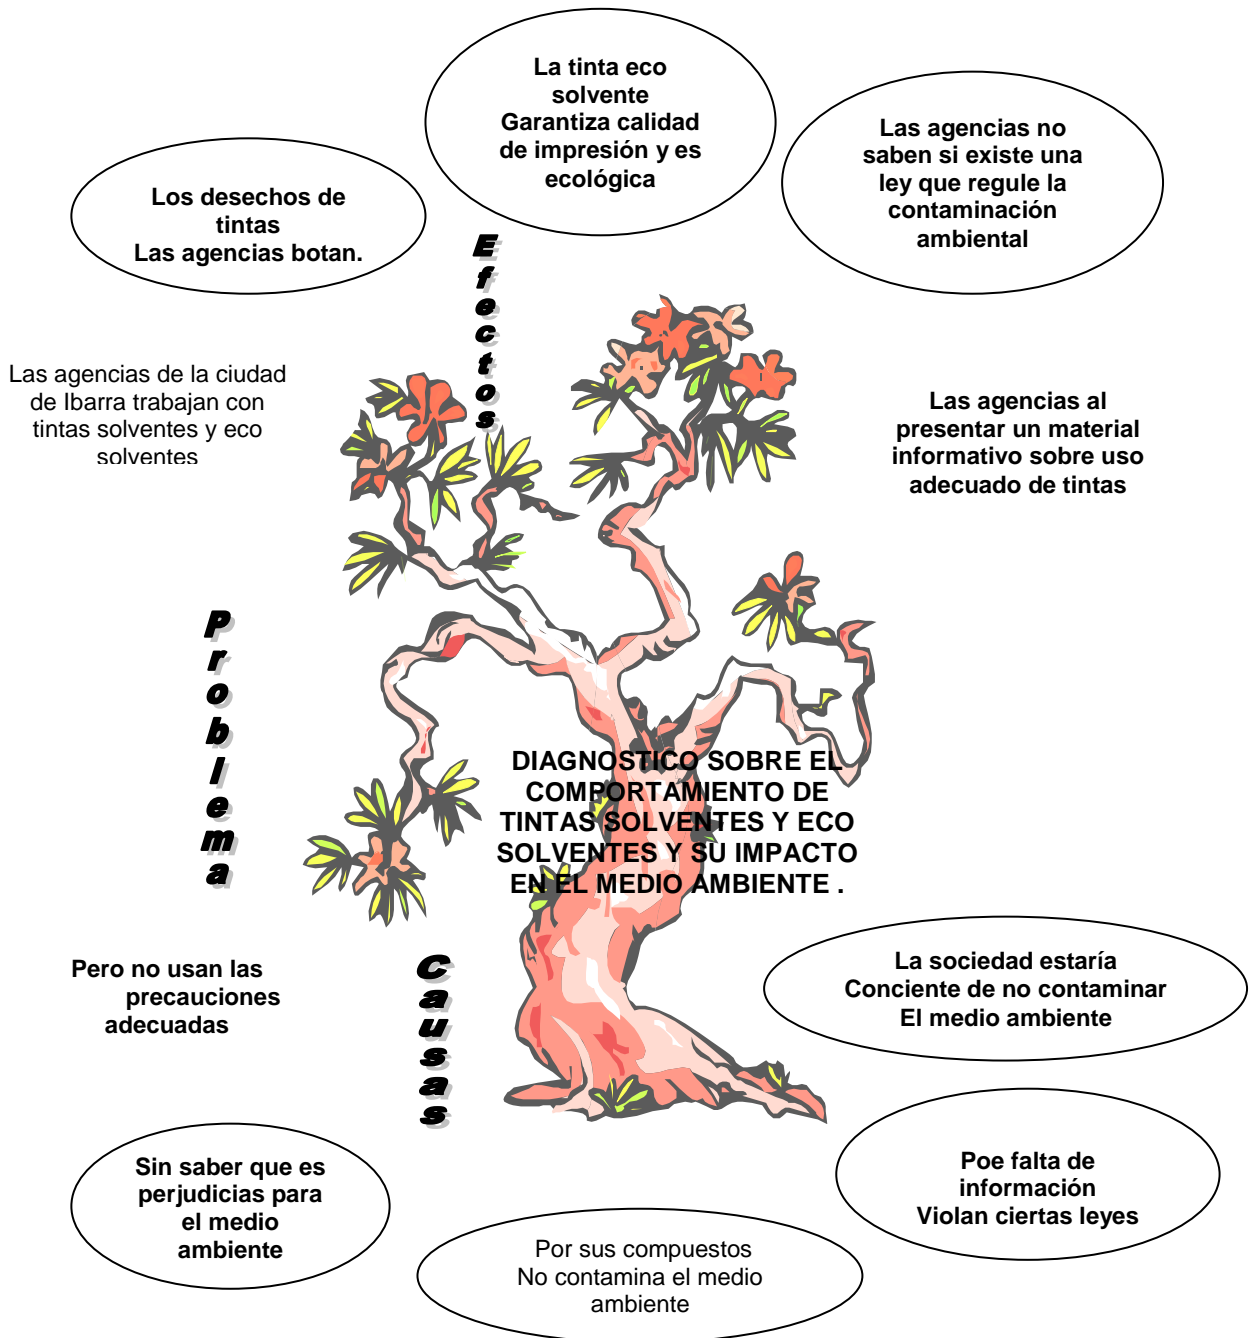 La tinta eco
solvente
Garantiza calidad
de impresión y es
ecológica
Las agencias no
saben si existe una
ley que regule la
contaminación
ambiental
Los desechos de
tintas
Las agencias botan.
Efectos
Las agencias de la ciudad
de Ibarra trabajan con
tintas solventes y eco
solventes
Las agencias al
presentar un material
informativo sobre uso
adecuado de tintas
Problema
DIAGNOSTICO SOBRE EL
COMPORTAMIENTO DE
TINTAS SOLVENTES Y ECO
SOLVENTES Y SU IMPACTO
EN EL MEDIO AMBIENTE .
Pero no usan las
precauciones
adecuadas
Causas
La sociedad estaría
Conciente de no contaminar
El medio ambiente
Sin saber que es
perjudicias para
el medio
ambiente
Poe falta de
información
Violan ciertas leyes
Por sus compuestos
No contamina el medio
ambiente